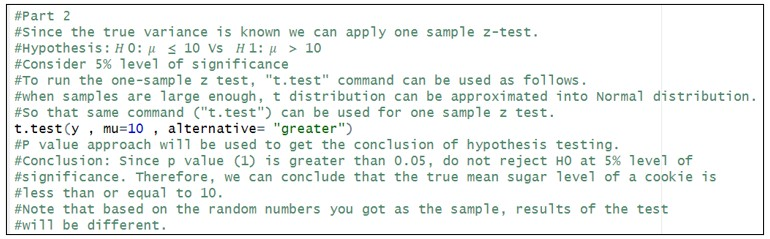 #Part 2
#Since the true variance is known we can apply one sample z-test.
#Hypothesis: H 0: μ ≤ 10 Vs H 1: μ > 10
#Consider 5% level of significance
#To run the one-sample z test, "t.test" command can be used as follows.
#when samples are large enough, t distribution can be approximated into Normal distribution.
#So that same command ("t.test") can be used for one sample z test.
t.test(y , mu=10 , alternative= "greater")
#P value approach will be used to get the conclusion of hypothesis testing.
#Conclusion: Since p value (1) is greater than 0.05, do not reject H0 at 5% level of
#significance. Therefore, we can conclude that the true mean sugar level of a cookie is
#less than or equal to 10.
#Note that based on the random numbers you got as the sample, results of the test
#will be different.